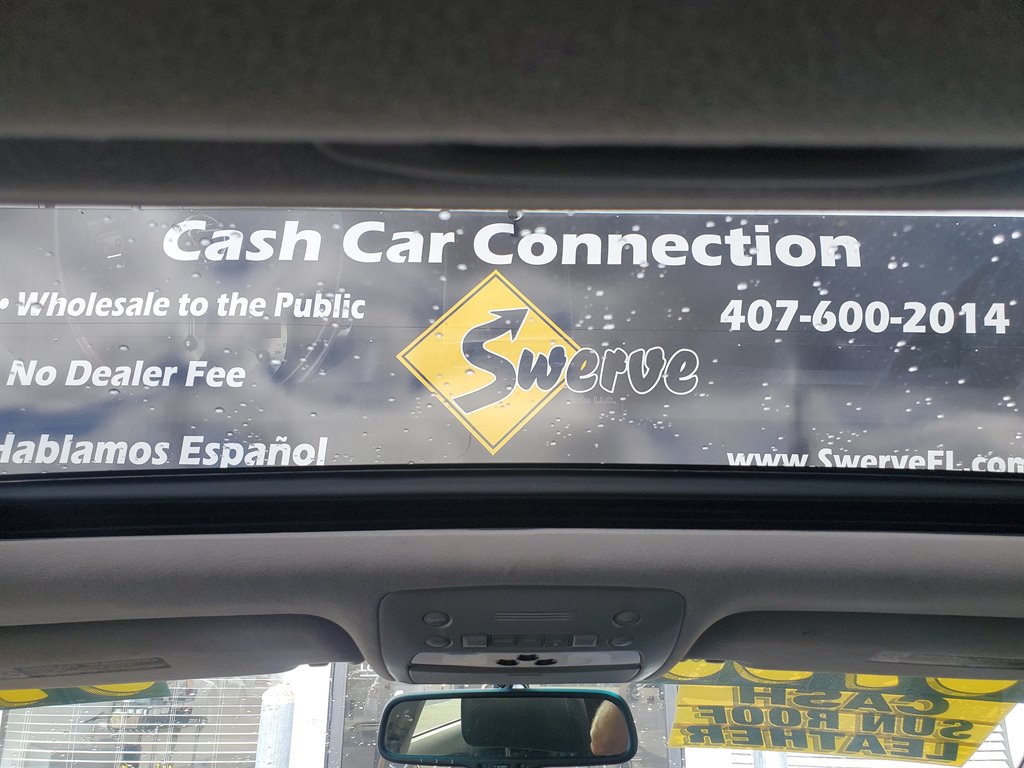 Cash Car Connection
• Wholesale to the Public
407-600-2014
Swerve
No Dealer Fee
Hablamos Español
www.SwerveFL.com
CASH
SUN ROOF
LEATHER